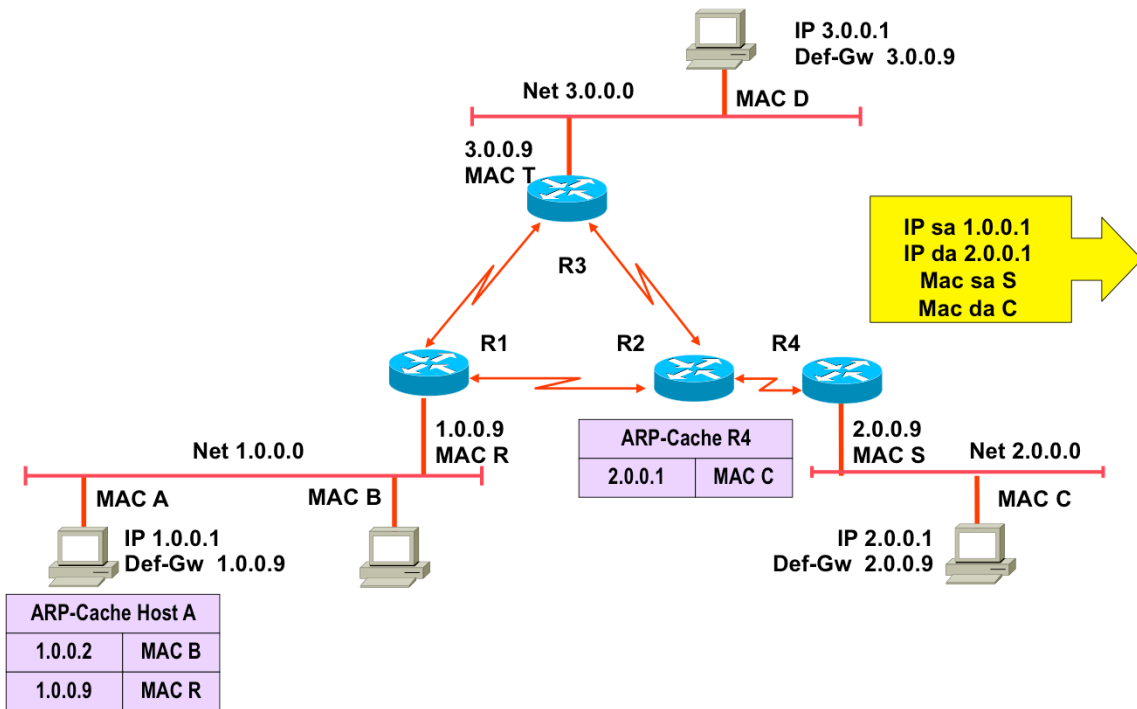 IP 3.0.0.1
Def-Gw 3.0.0.9
Net 3.0.0.0
MAC D
3.0.0.9
MAC T
IP sa 1.0.0.1
IP da 2.0.0.1
Mac sa S
Mac da C
R3
R1
R2
R4
1.0.0.9
MAC R
ARP-Cache R4
2.0.0.1 MAC C
2.0.0.9
MAC S
Net 2.0.0.0
Net 1.0.0.0
MAC A
MAC B
MAC C
IP 1.0.0.1
Def-Gw 1.0.0.9
IP 2.0.0.1
Def-Gw 2.0.0.9
ARP-Cache Host A
1.0.0.2 MAC B
1.0.0.9 MAC R